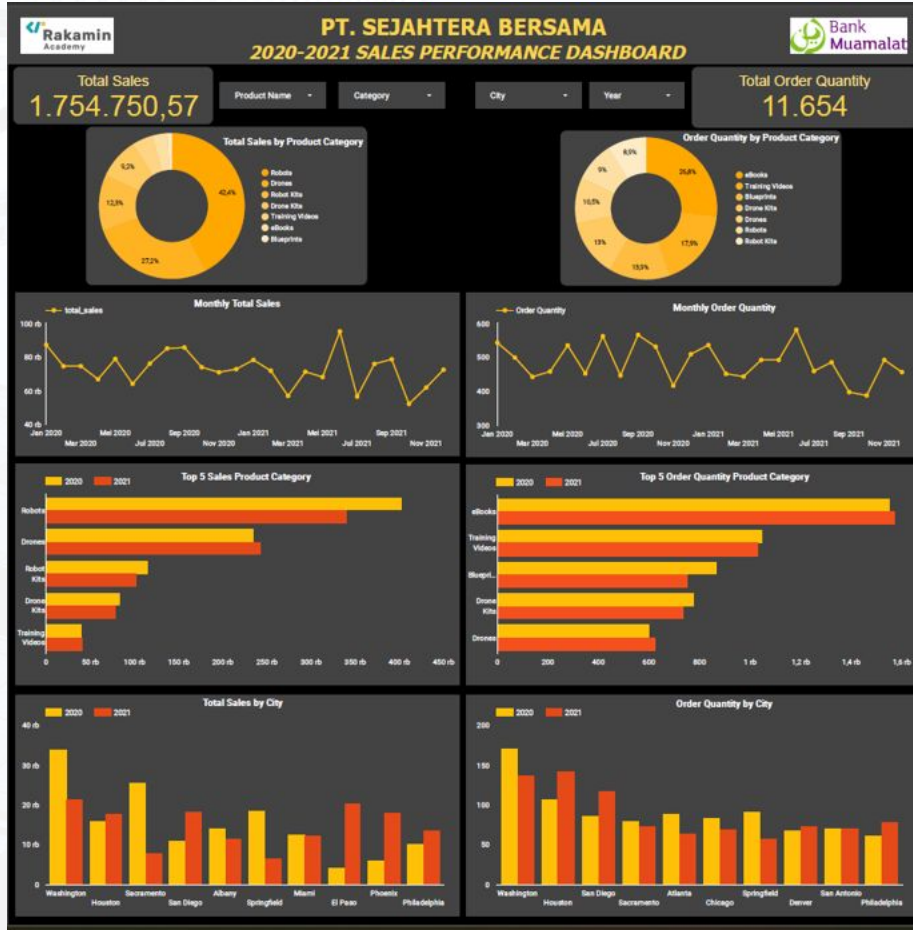 Rakamin
Academy
PT. SEJAHTERA BERSAMA
2020-2021 SALES PERFORMANCE DASHBOARD
Bank
Muamalat
Total Sales
1.754.750,57
Product Name
Category
City
Year
Total Order Quantity
11.654
Total Sales by Product Category
42,4%
27,2%
12,5%
9,2%
Robots
Drones
Robot Kits
Drone Kits
Training Videos
eBooks
Blueprints
Order Quantity by Product Category
26,8%
17,9%
13,9%
13%
10,5%
9%
8,9%
eBooks
Training Videos
Blueprints
Drone Kits
Drones
Robots
Robot Kits
Monthly Total Sales
total_sales
100 rb
80 rb
60 rb
40 rb
Jan 2020
Mar 2020
Mei 2020
Jul 2020
Sep 2020
Nov 2020
Jan 2021
Mar 2021
Mei 2021
Jul 2021
Sep 2021
Nov 2021
Monthly Order Quantity
Order Quantity
600
500
400
300
Jan 2020
Mar 2020
Mei 2020
Jul 2020
Sep 2020
Nov 2020
Jan 2021
Mar 2021
Mei 2021
Jul 2021
Sep 2021
Nov 2021
Top 5 Sales Product Category
2020 2021
Robots
Drones
Robot
Kits
Drone
Kits
Training
Videos
0 50 rb 100 rb 150 rb 200 rb 250 rb 300 rb 350 rb 400 rb 450 rb
Top 5 Order Quantity Product Category
2020 2021
eBooks
Training
Videos
Bluepri...
Drone
Kits
Drones
0 200 400 600 800 1 rb 1,2 rb 1,4 rb 1,6 rb
Total Sales by City
2020 2021
40 rb
30 rb
20 rb
10 rb
0
Washington
Houston
Sacramento
San Diego
Albany
Springfield
Miami
El Paso
Phoenix
Philadelphia
Order Quantity by City
2020 2021
200
150
100
50
0
Washington
Houston
San Diego
Sacramento
Atlanta
Chicago
Springfield
Denver
San Antonio
Philadelphia